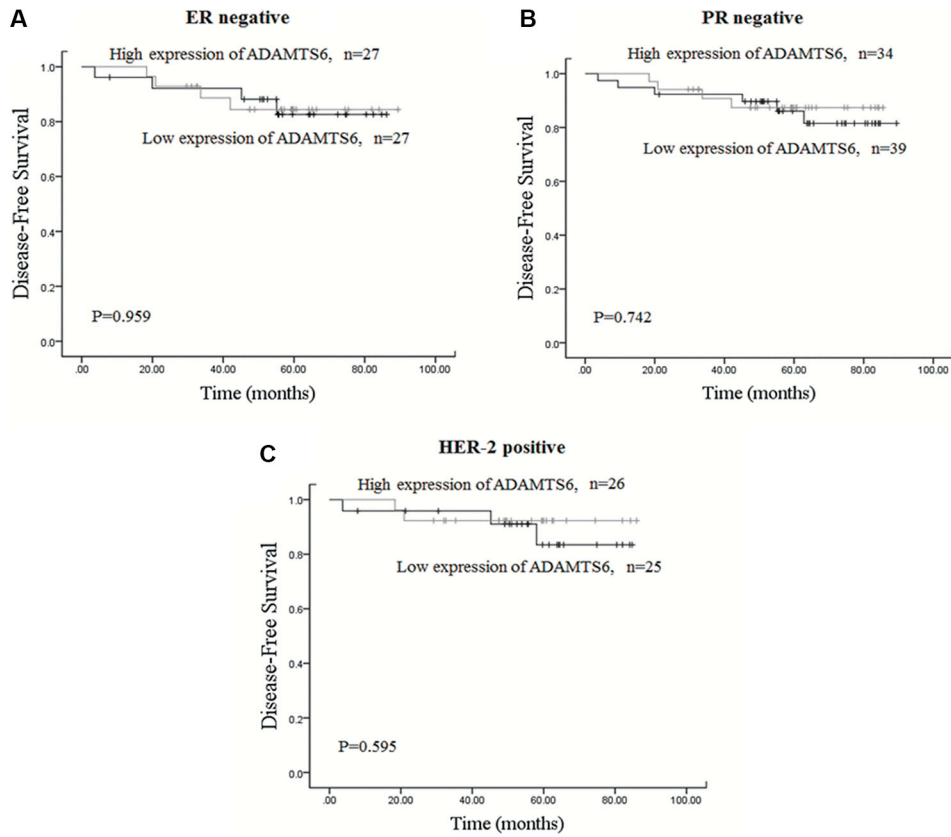 A
ER negative
High expression of ADAMTS6, n=27
Low expression of ADAMTS6, n=27
Disease-Free Survival
1.0
0.8
0.6
0.4
0.2
0.0
P=0.959
.00 20.00 40.00 60.00 80.00 100.00
Time (months)
B
PR negative
High expression of ADAMTS6, n=34
Low expression of ADAMTS6, n=39
Disease-Free Survival
1.0
0.8
0.6
0.4
0.2
0.0
P=0.742
.00 20.00 40.00 60.00 80.00 100.00
Time (months)
C
HER-2 positive
High expression of ADAMTS6, n=26
Low expression of ADAMTS6, n=25
Disease-Free Survival
1.0
0.8
0.6
0.4
0.2
0.0
P=0.595
.00 20.00 40.00 60.00 80.00 100.00
Time (months)